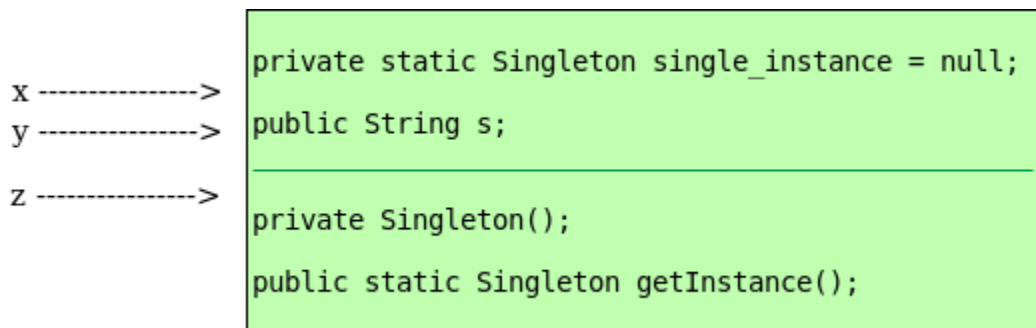 private static Singleton single_instance = null;
x ---------------->
public String s;
y ---------------->
z ---------------->
private Singleton();
public static Singleton getInstance();